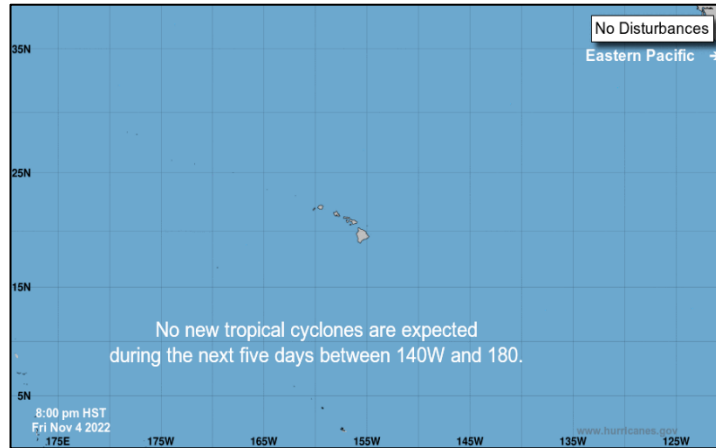 No Disturbances
35N
Eastern Pacific →
25N
15N
No new tropical cyclones are expected
during the next five days between 140W and 180.
5N
8:00 pm HST
Fri Nov 4 2022
www.hurricanes.gov
175E 175W 165W 155W 145W 135W 125W